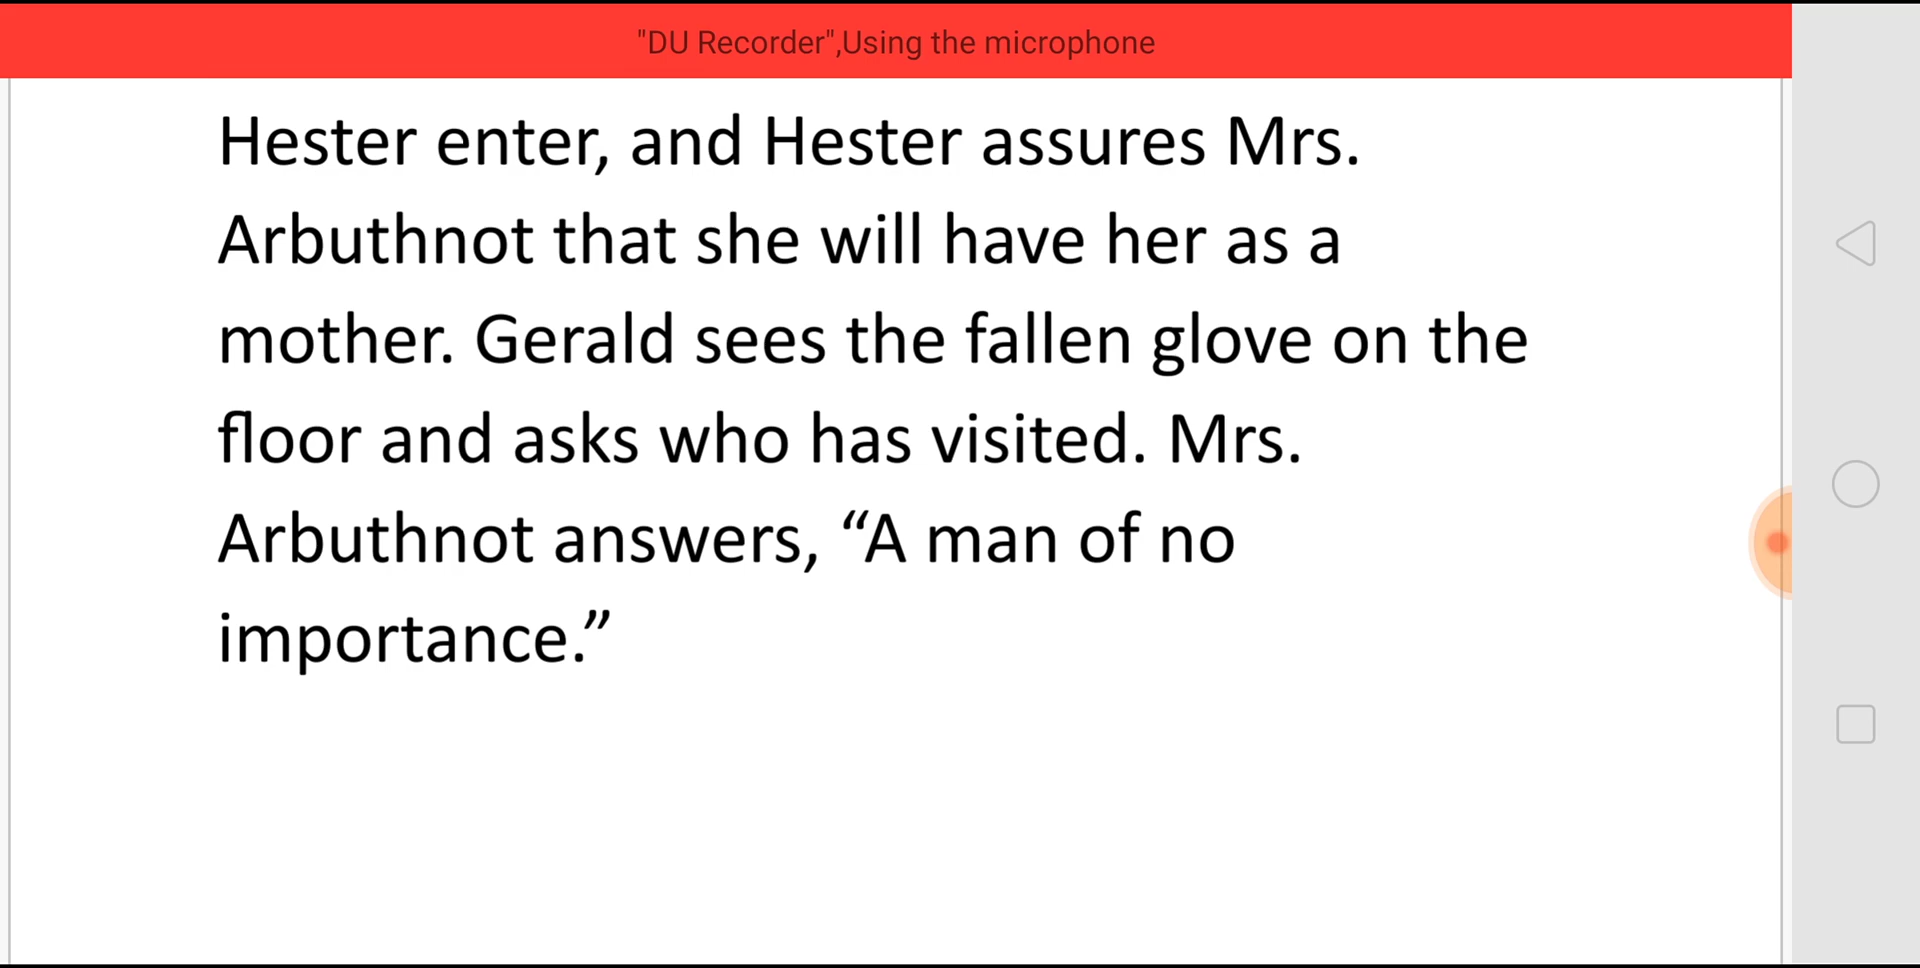 "DU Recorder",Using the microphone
Hester enter, and Hester assures Mrs.
Arbuthnot that she will have her as a
mother. Gerald sees the fallen glove on the
floor and asks who has visited. Mrs.
Arbuthnot answers, “A man of no
importance.”